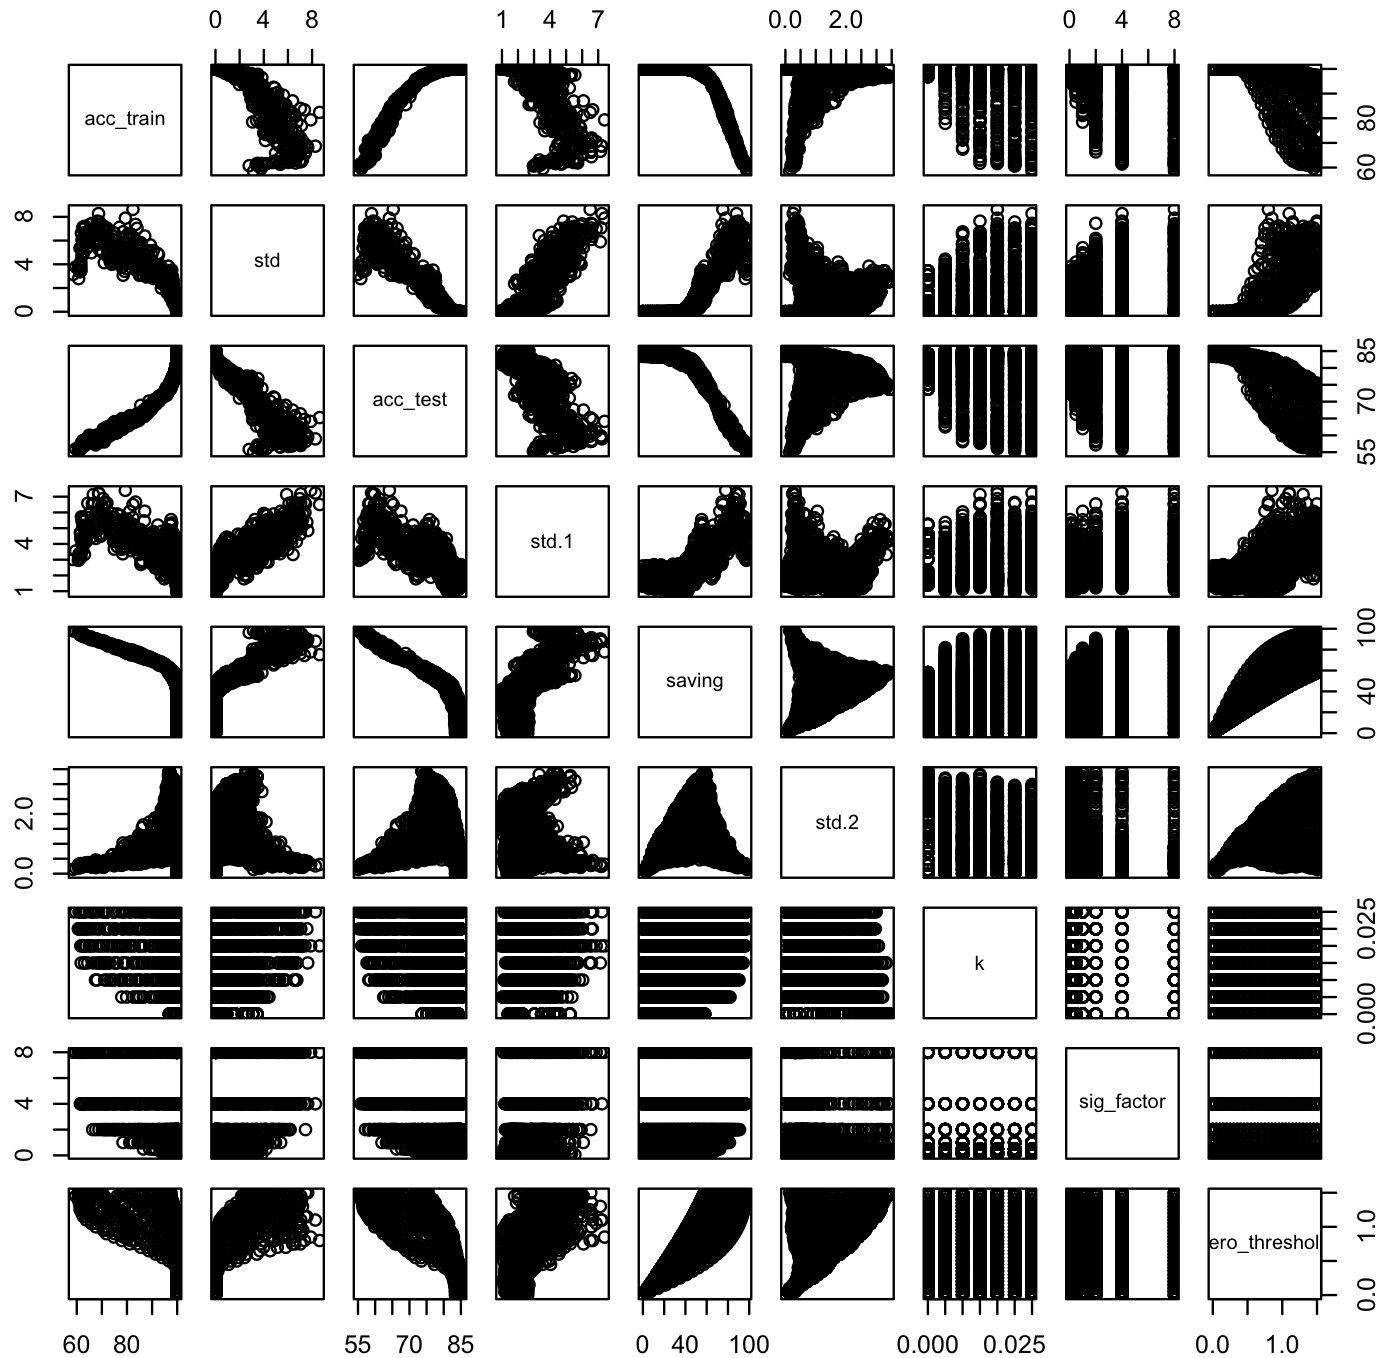 0 4 8 1 4 7 0.0 2.0 0 4 8
acc_train 60 80
0 4 8 std
acc_test 55 70 85
1 4 7 std.1
saving 0 40 100
0.0 2.0 std.2
k 0.000 0.025
0 4 8 sig_factor
ero_threshol 0.0 1.0
60 80 55 70 85 0 40 100 0.000 0.025 0.0 1.0